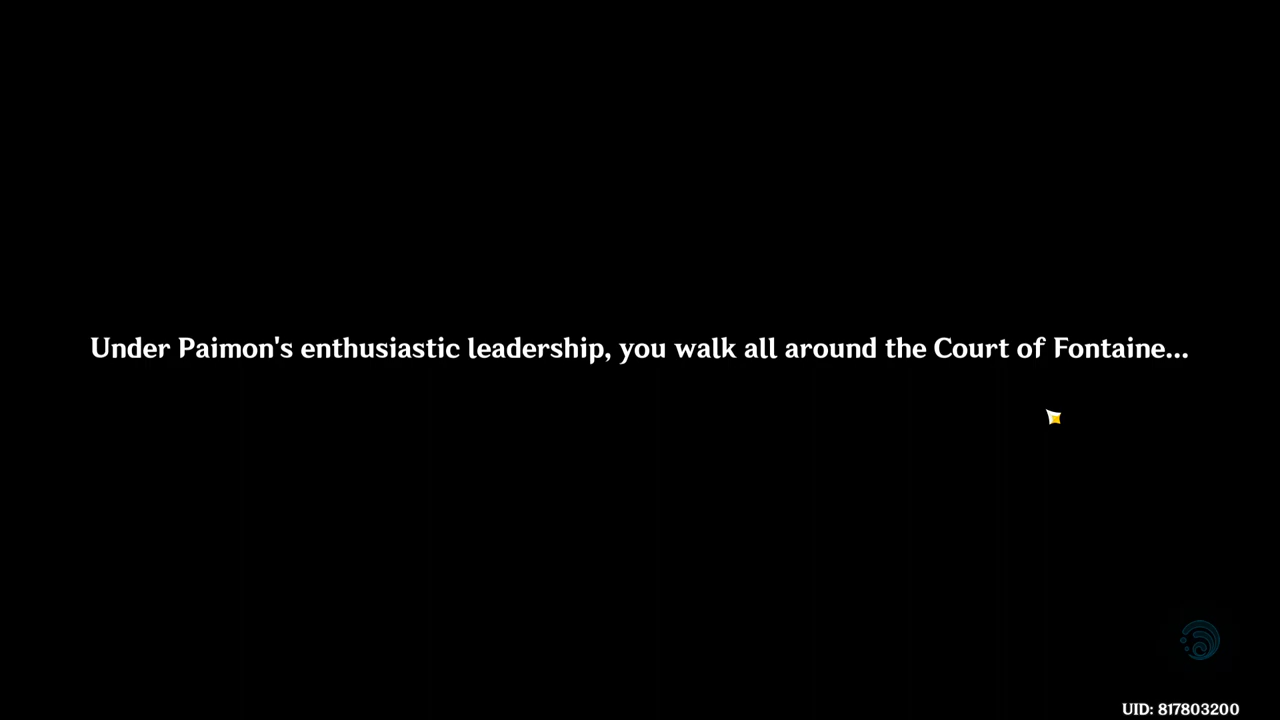 Under Paimon's enthusiastic leadership, you walk all around the Court of Fontaine...
UID: 817803200